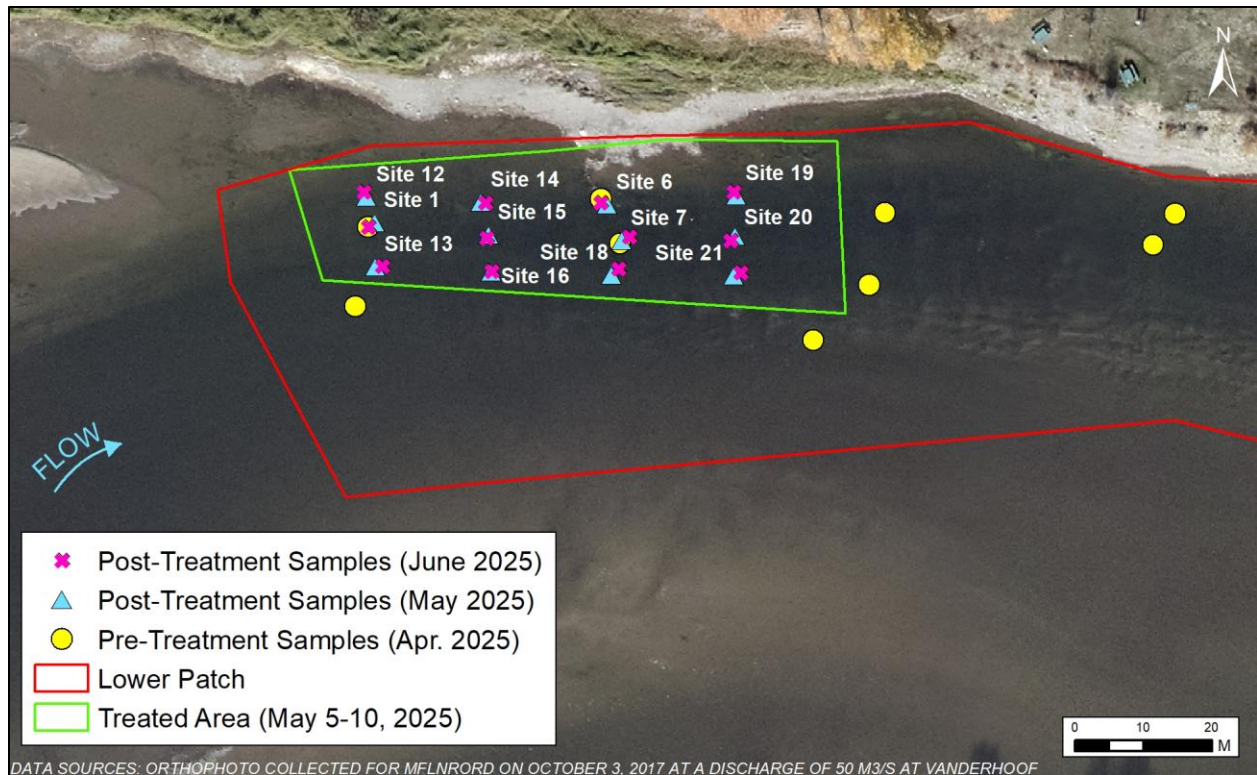 N
Site 12
Site 14
Site 6
Site 19
Site 1
Site 15
Site 7
Site 20
Site 13
Site 18
Site 21
Site 16
FLOW
Post-Treatment Samples (June 2025)
Post-Treatment Samples (May 2025)
Pre-Treatment Samples (Apr. 2025)
Lower Patch
Treated Area (May 5-10, 2025)
0 10 20
M
DATA SOURCES: ORTHOPHOTO COLLECTED FOR MFLNRORD ON OCTOBER 3, 2017 AT A DISCHARGE OF 50 M3/S AT VANDERHOOF